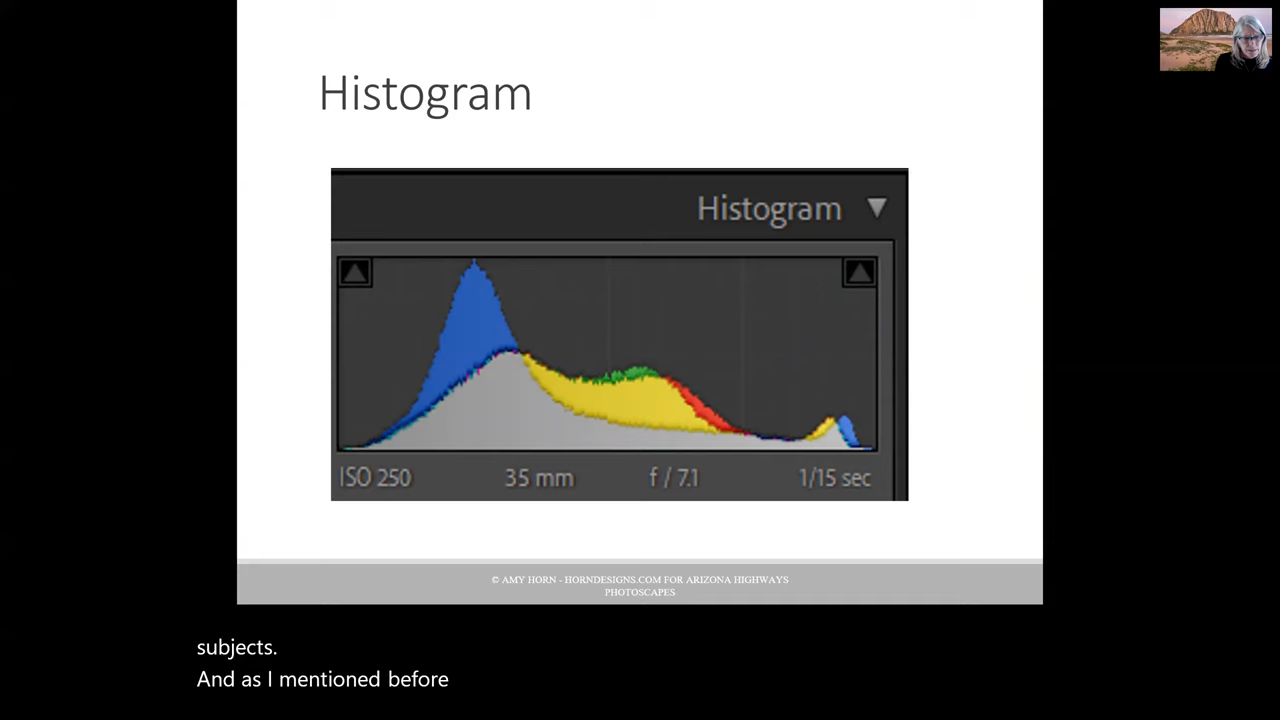 Histogram
Histogram
ISO 250 35 mm f / 7.1 1/15 sec
© AMY HORN - HORNDESIGNS.COM FOR ARIZONA HIGHWAYS
PHOTOSCAPES
subjects.
And as I mentioned before